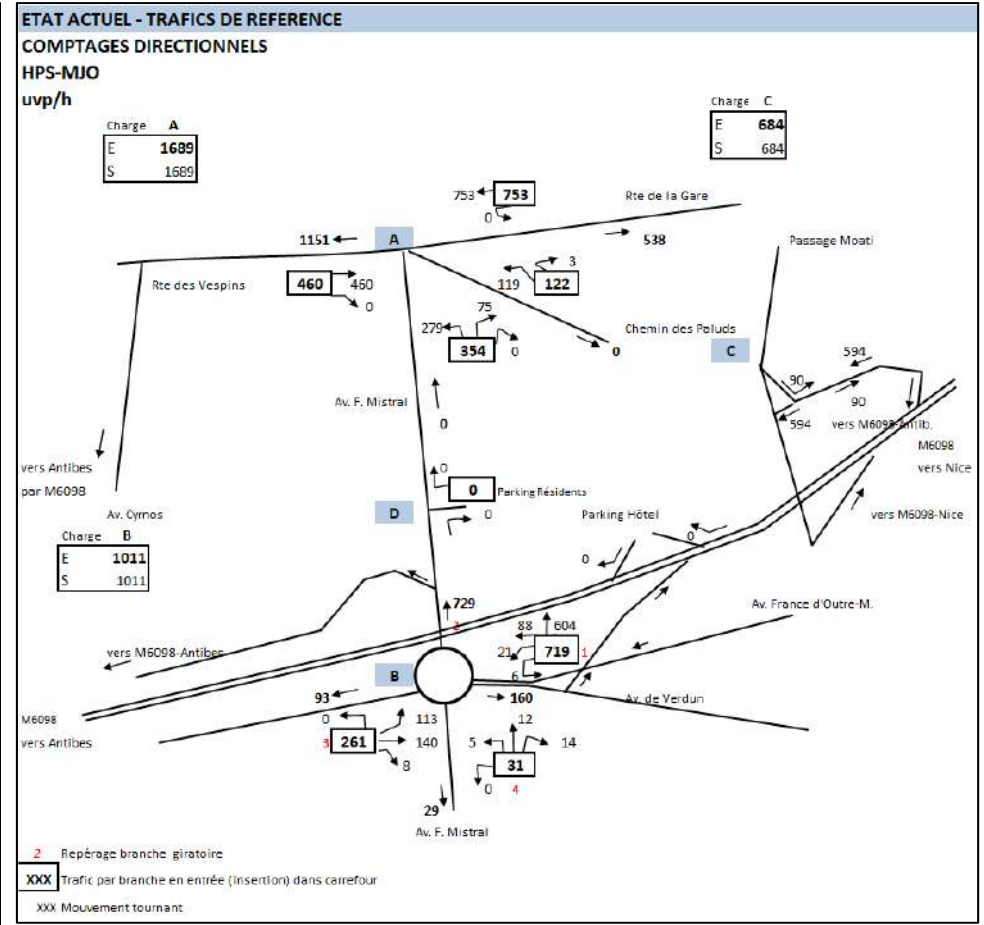 ETAT ACTUEL - TRAFICS DE REFERENCE
COMPTAGES DIRECTIONNELS
HPS-MJO
uvp/h
Charge A
E 1689
S 1689
Charge C
E 684
S 684
753 753
0
Rte de la Gare
1151 A 538
Passage Moati
Rte des Vespins 460 460
0
119 122 3
75
279 354 0
Chemin des Paluds
0
C
594
90
90
594 vers M6098-Antib.
M6098
vers Nice
Av. F. Mistral
0
vers Antibes
par M6098
0
0 Parking Résidents
D 0
Parking Hôtel
vers M6098-Nice
Av. Cyrnos
Charge B
E 1011
S 1011
0
0
729
2
88 604
Av. France d'Outre-M.
vers M6098-Antibes
21 719 1
6
B
93 160
Av. de Verdun
M6098
vers Antibes
0 113
3 261 140
8
12
5 14
31
0 4
29
Av. F. Mistral
2 Repérage branche giratoire
XXX Trafic par branche en entrée (insertion) dans carrefour
XXX Mouvement tournant